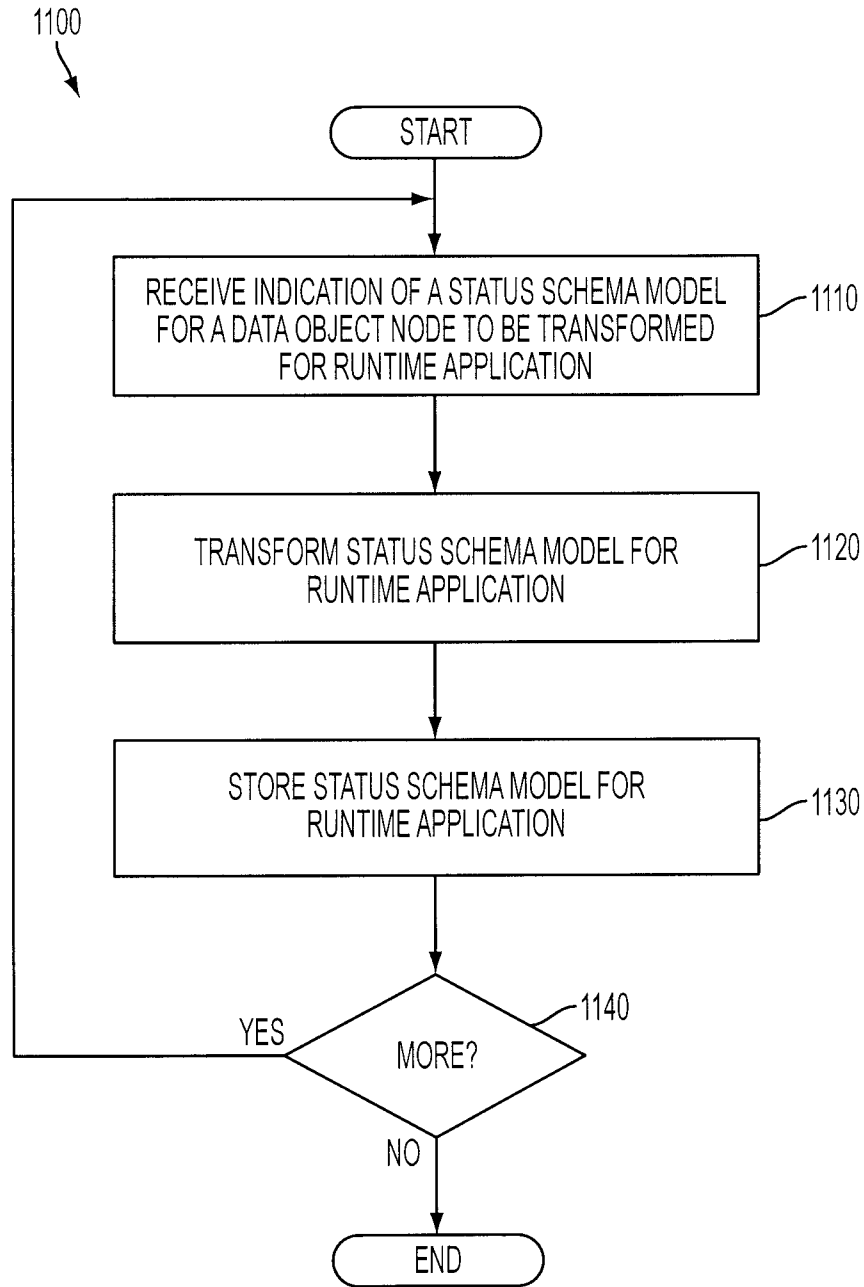 1100
START
RECEIVE INDICATION OF A STATUS SCHEMA MODEL
FOR A DATA OBJECT NODE TO BE TRANSFORMED
FOR RUNTIME APPLICATION
1110
TRANSFORM STATUS SCHEMA MODEL FOR
RUNTIME APPLICATION
1120
STORE STATUS SCHEMA MODEL FOR
RUNTIME APPLICATION
1130
1140
YES
MORE?
NO
END